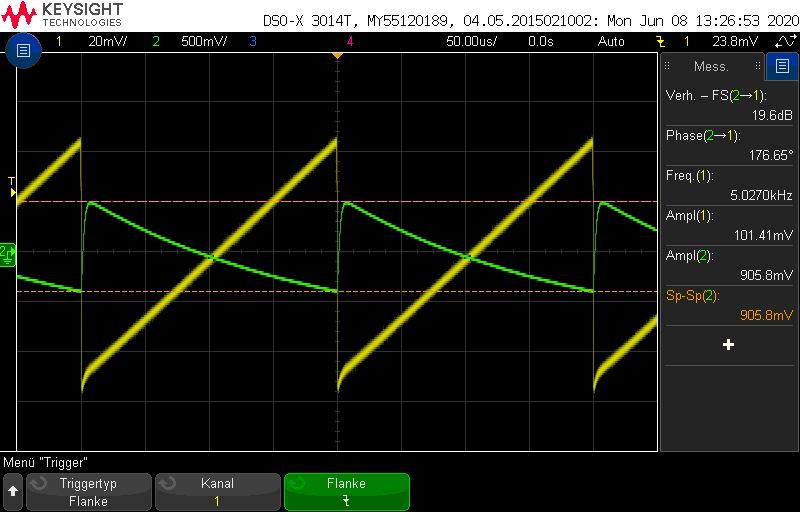 KEYSIGHT
TECHNOLOGIES
DSO-X 3014T, MY55120189, 04.05.2015021002: Mon Jun 08 13:26:53 2020
1 20mV/ 2 500mV/ 3 4 50.00us/ 0.0s Auto 1 23.8mV
Mess.
Verh. – FS(2→1):
19.6dB
Phase(2→1):
176.65°
Freq.(1):
5.0270kHz
Ampl(1):
101.41mV
Ampl(2):
905.8mV
Sp-Sp(2):
905.8mV
T
2
Menü "Trigger"
Triggertyp
Flanke
Kanal
1
Flanke